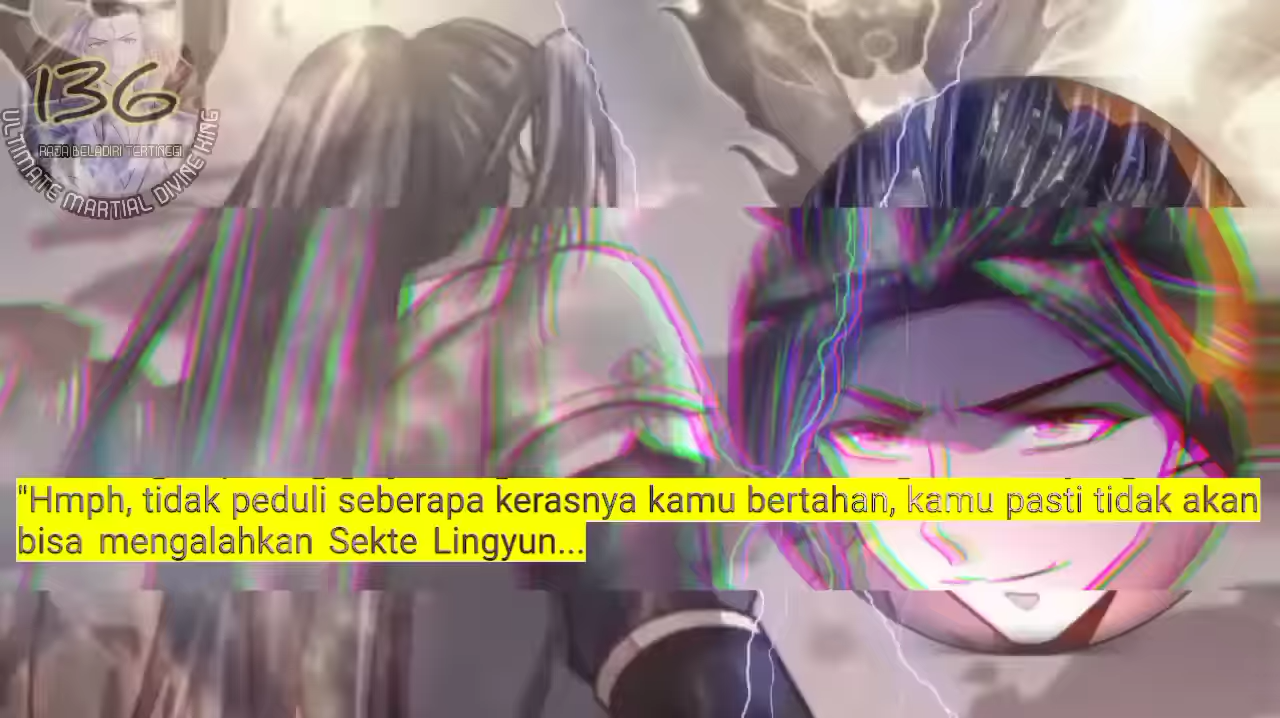 136
RAJA BELADIRI TERTINGGI
ULTIMATE MARTIAL DIVINE KING
"Hmph, tidak peduli seberapa kerasnya kamu bertahan, kamu pasti tidak akan
bisa mengalahkan Sekte Lingyun...